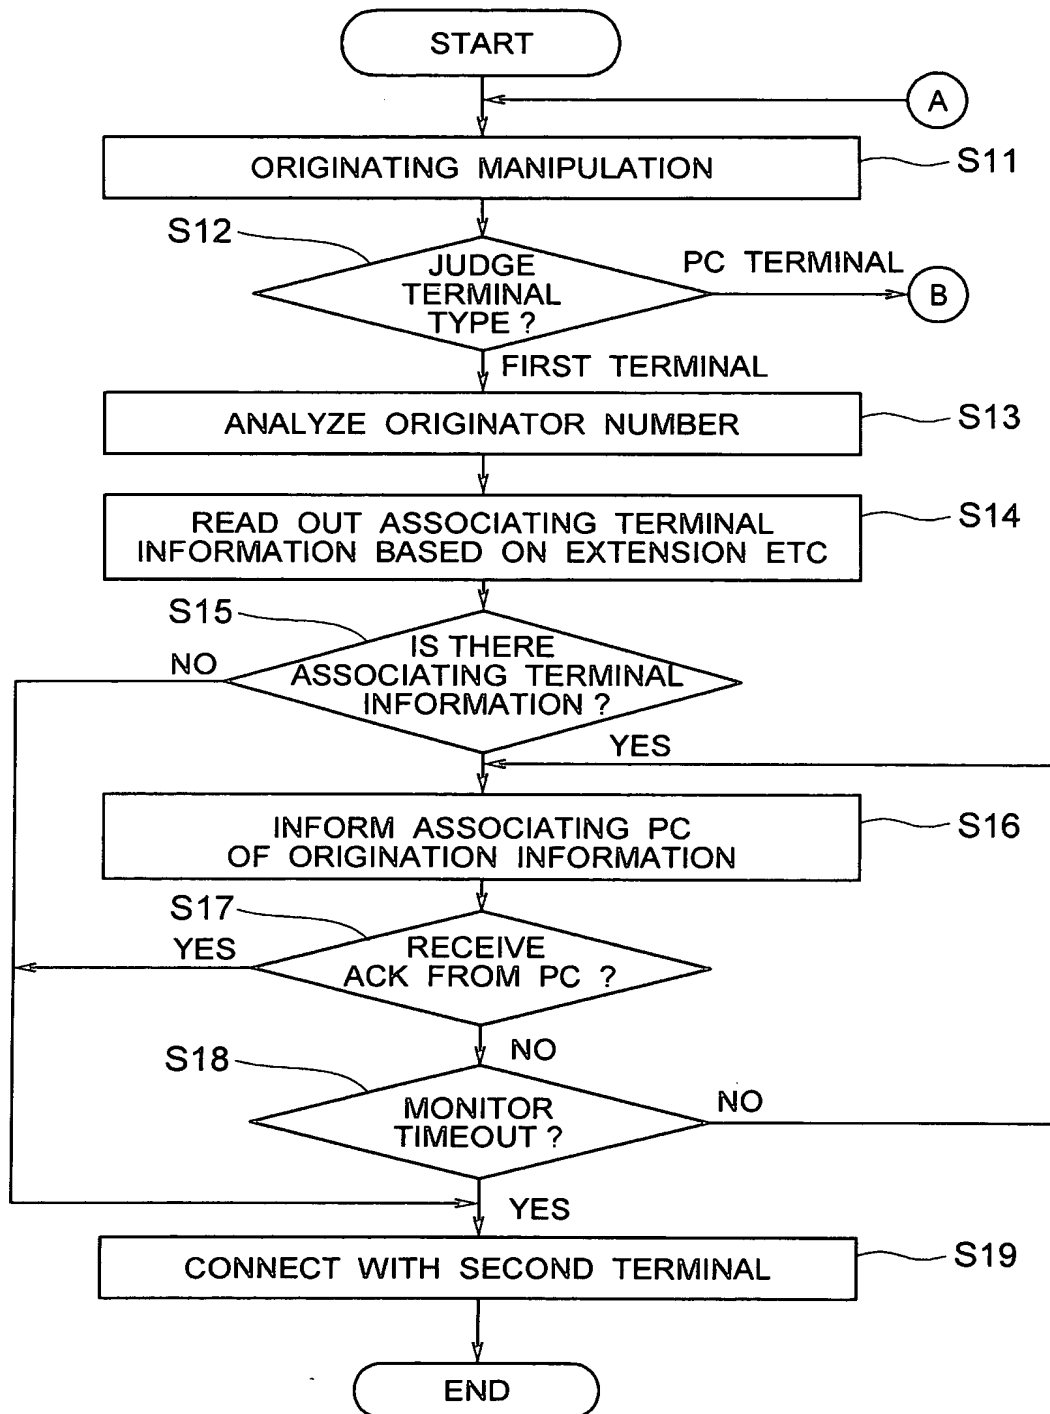 START
A
ORIGINATING MANIPULATION
S11
S12
JUDGE
TERMINAL
TYPE ?
PC TERMINAL
B
FIRST TERMINAL
ANALYZE ORIGINATOR NUMBER
S13
READ OUT ASSOCIATING TERMINAL
INFORMATION BASED ON EXTENSION ETC
S14
S15
NO
IS THERE
ASSOCIATING TERMINAL
INFORMATION ?
YES
INFORM ASSOCIATING PC
OF ORIGINATION INFORMATION
S16
S17
YES
RECEIVE
ACK FROM PC ?
NO
S18
MONITOR
TIMEOUT ?
NO
YES
CONNECT WITH SECOND TERMINAL
S19
END